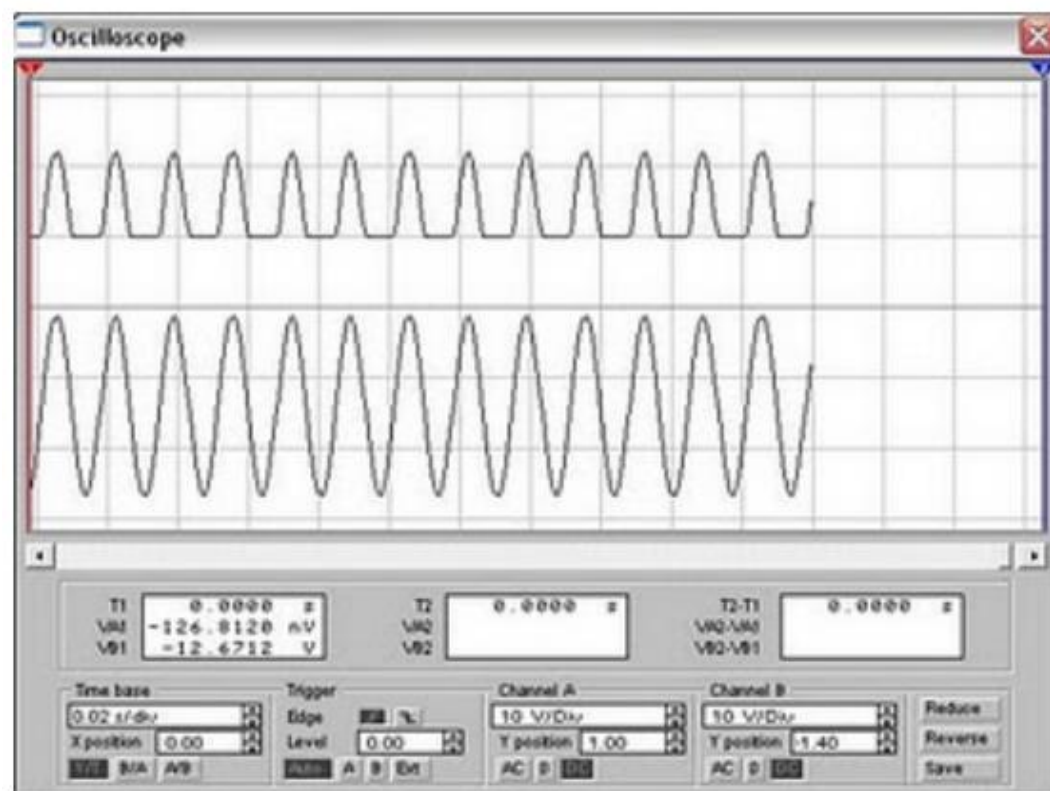 Oscilloscope
T1 0.0000 s T2 0.0000 s T2-T1 0.0000 s
VA1 -126.8120 nV VA2 VA2-VA1
VB1 -12.6712 V VB2 VB2-VB1
Time base Trigger Channel A Channel B
0.02 s/div Edge 10 V/Div 10 V/Div Reduce
X position 0.00 Level 0.00 Y position 1.00 Y position -1.40 Reverse
Y/T B/A A/B Auto A B Ext AC 0 DC AC 0 DC Save